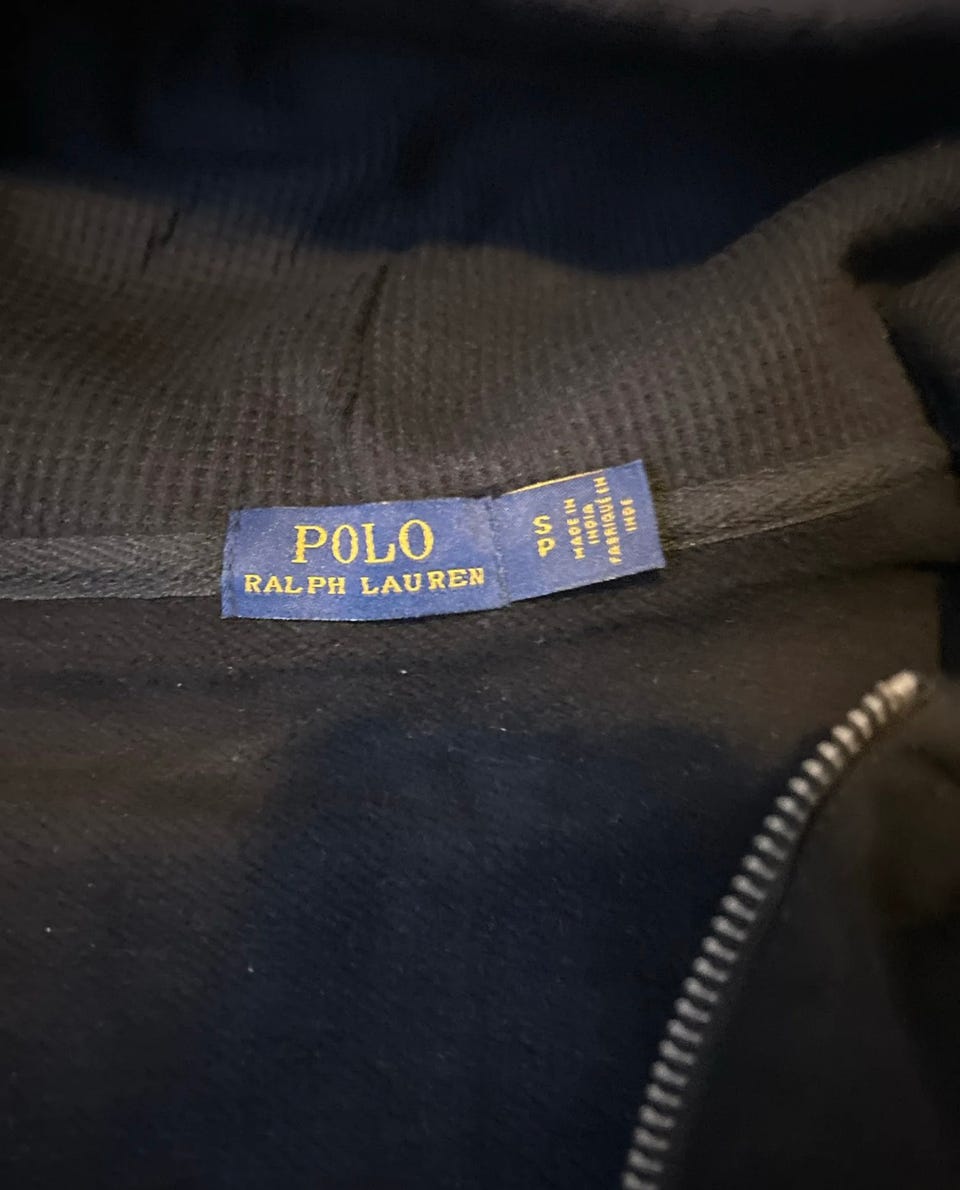 POLO
RALPH LAUREN
S
P
MADE IN
INDIA
FABRIQUÉ EN
INDE